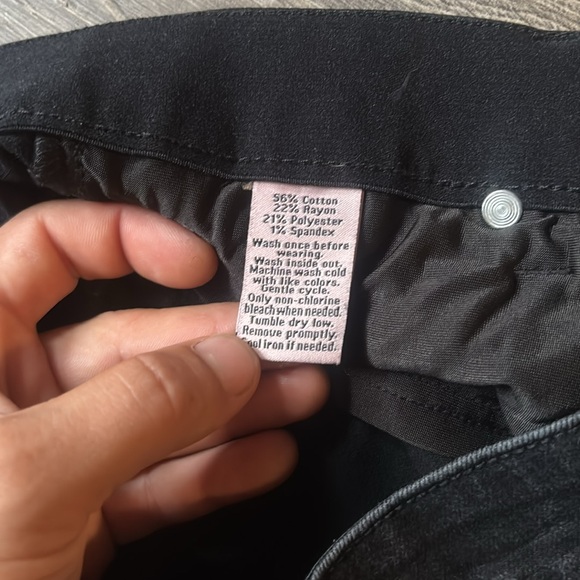 56% Cotton
22% Rayon
21% Polyester
1% Spandex
Wash once before
wearing.
Wash inside out.
Machine wash cold
with like colors.
Gentle cycle.
Only non-chlorine
bleach when needed.
Tumble dry low.
Remove promptly.
Cool iron if needed.